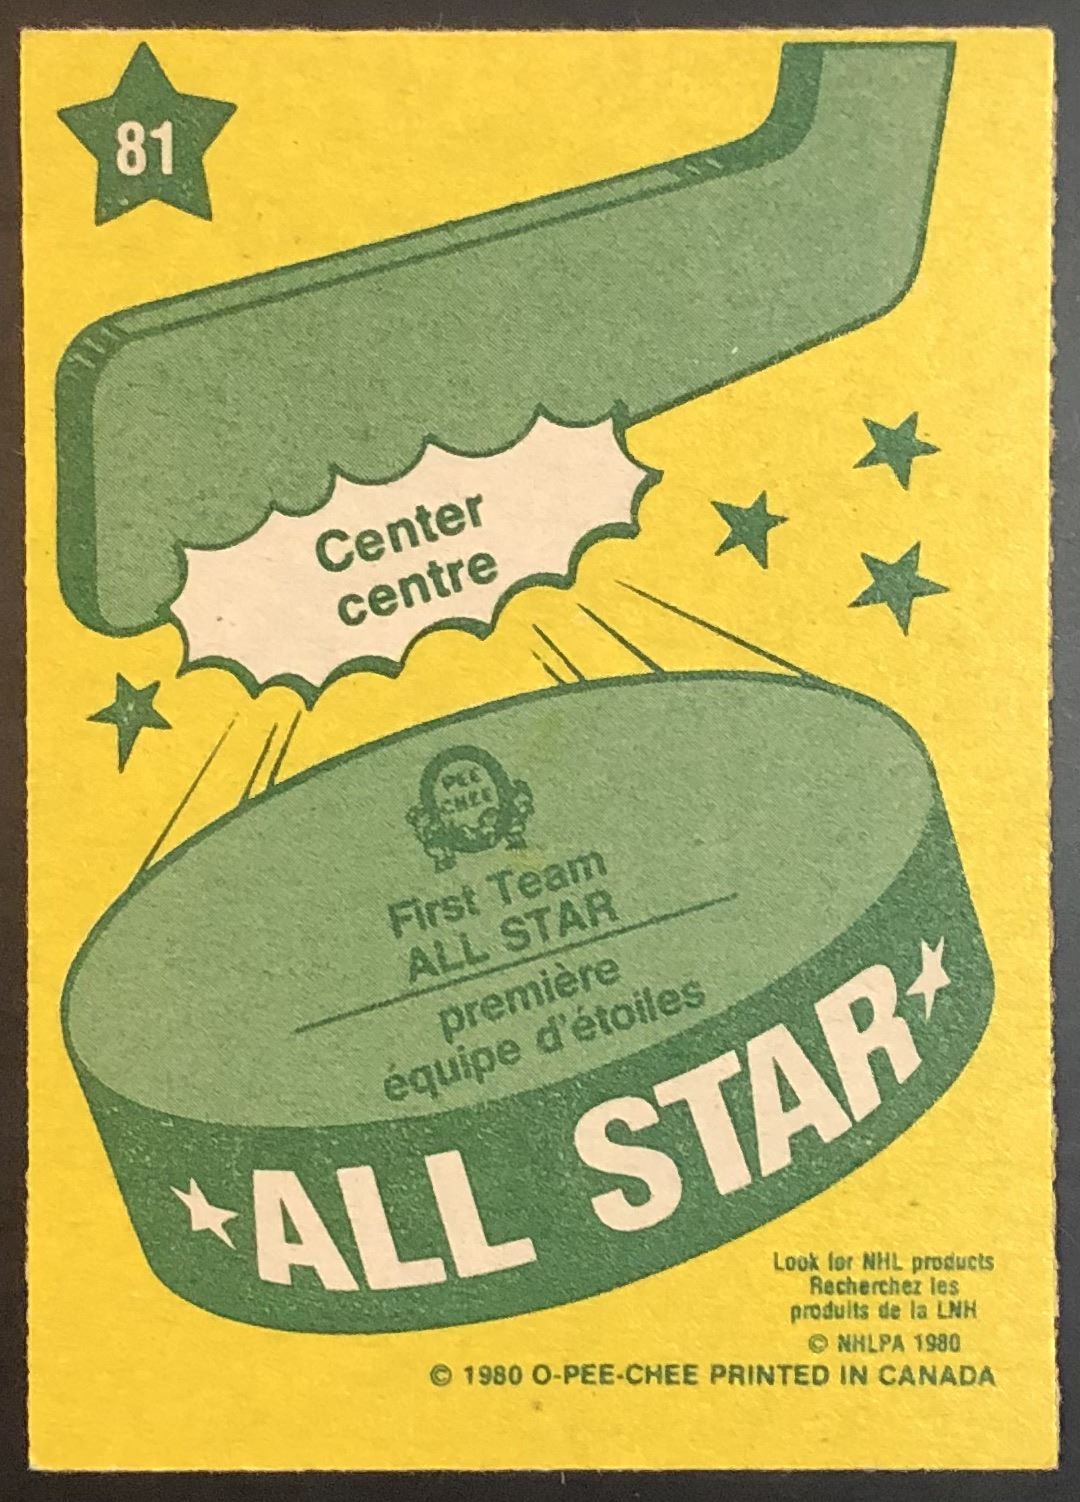 81
Center
centre
PEE
CHEE
First Team
ALL STAR
première
équipe d'étoiles
ALL STAR
Look for NHL products
Recherchez les
produits de la LNH
© NHLPA 1980
© 1980 O-PEE-CHEE PRINTED IN CANADA